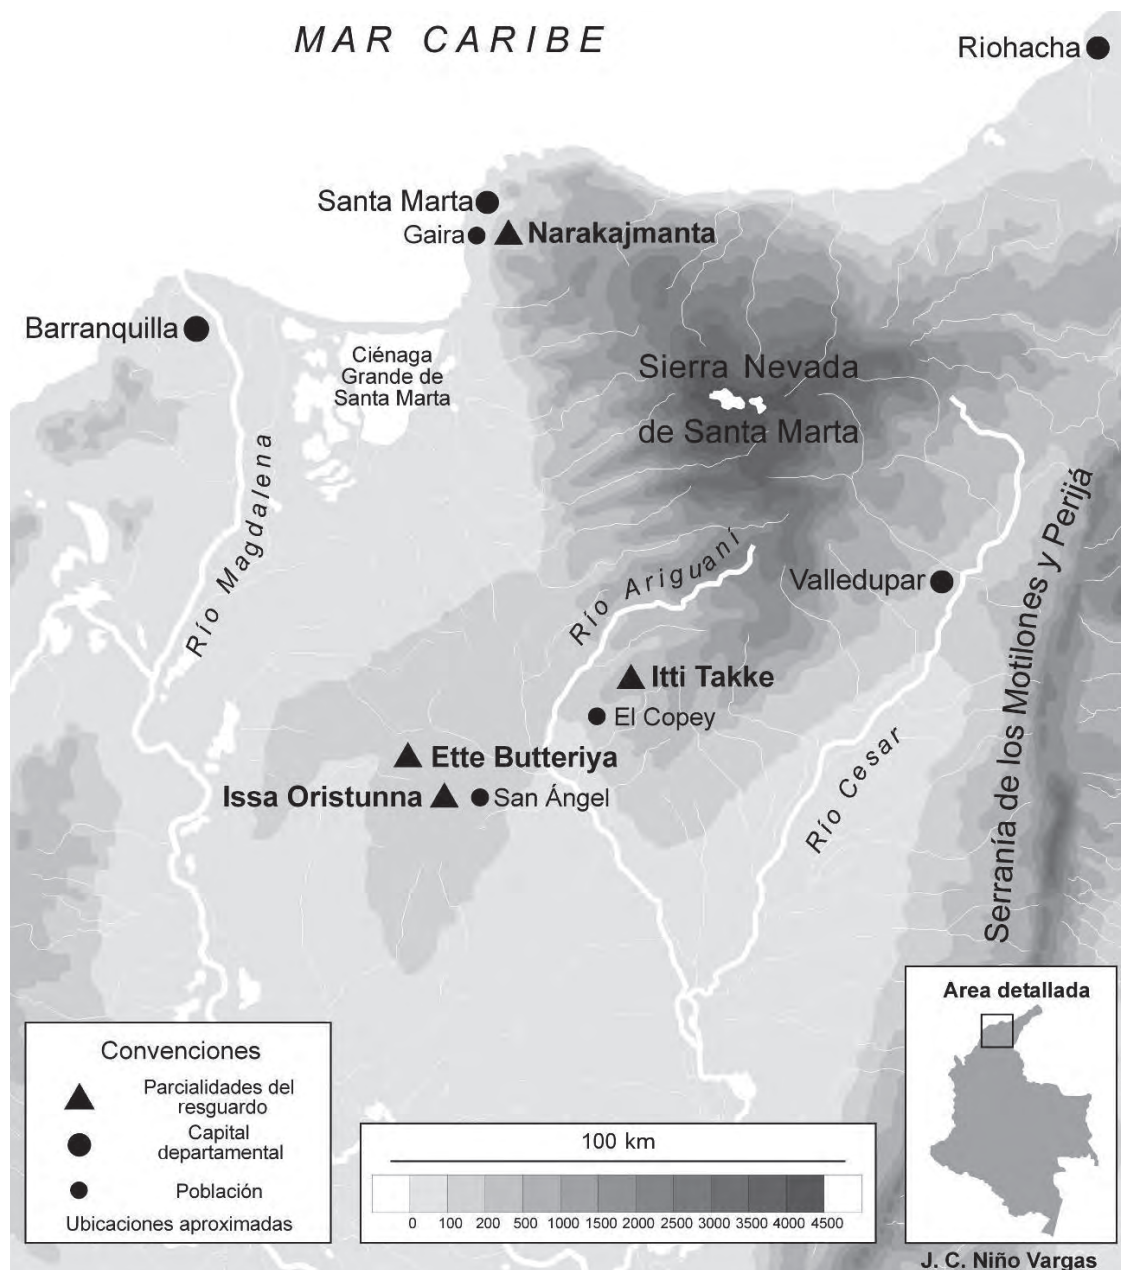 MAR CARIBE
Riohacha
Santa Marta
Gaira
Narakajmanta
Barranquilla
Ciénaga
Grande de
Santa Marta
Sierra Nevada
de Santa Marta
Río Magdalena
Río Ariguaní
Valledupar
Serranía de los Motilones y Perijá
Itti Takke
El Copey
Ette Butteriya
Issa Oristunna
San Ángel
Río Cesar
Convenciones
Parcialidades del
resguardo
Capital
departamental
Población
Ubicaciones aproximadas
100 km
0 100 200 500 1000 1500 2000 2500 3000 3500 4000 4500
Area detallada
J. C. Niño Vargas